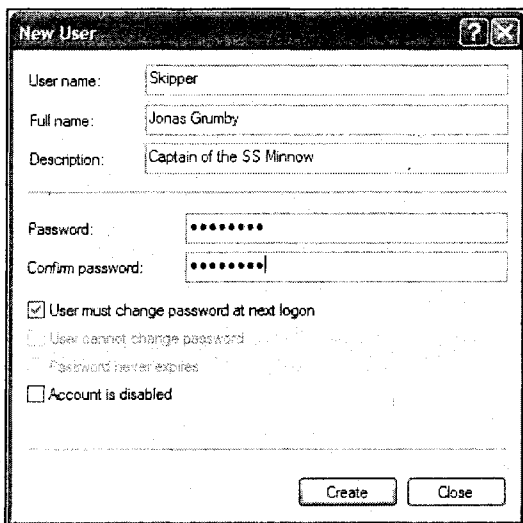 New User
User name: Skipper
Full name: Jonas Grumby
Description: Captain of the SS Minnow
Password: ••••••••
Confirm password: ••••••••
User must change password at next logon
User cannot change password
Password never expires
Account is disabled
Create Close